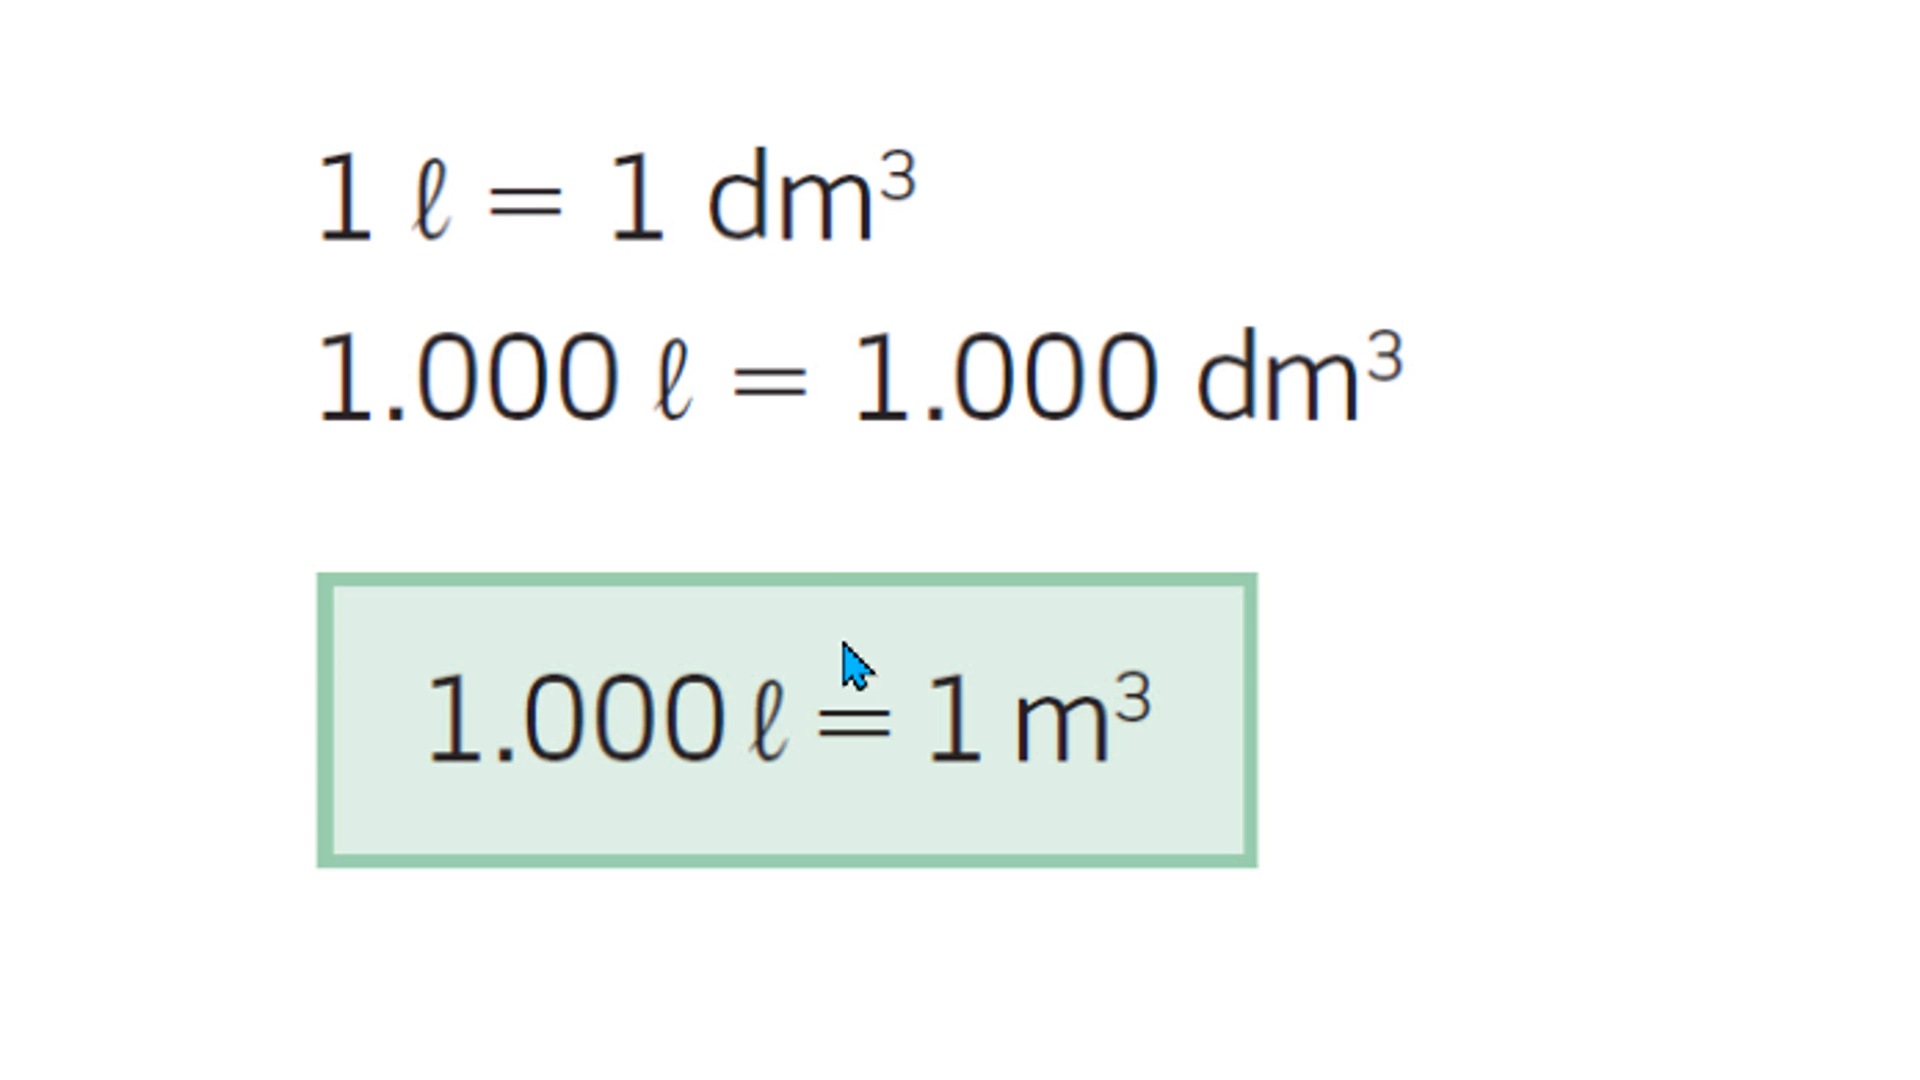 1 ℓ = 1 dm³
1.000 ℓ = 1.000 dm³
1.000 ℓ = 1 m³